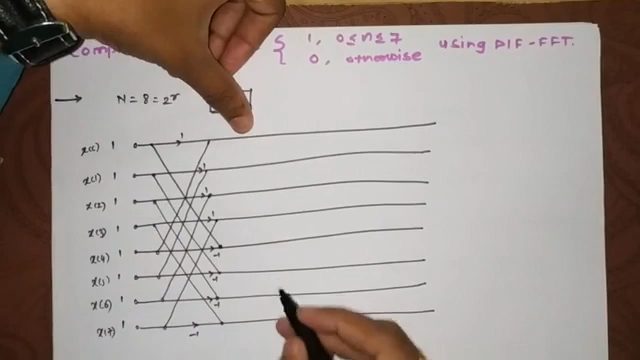 { 1, 0≤n≤7 using DIF-FFT.
{ 0, otherwise
→ N = 8 = 2^r
x(0) 1 1
x(1) 1 1
x(2) 1 1
x(3) 1 1
x(4) 1 -1
x(5) 1 -1
x(6) 1 -1
x(7) 1 -1